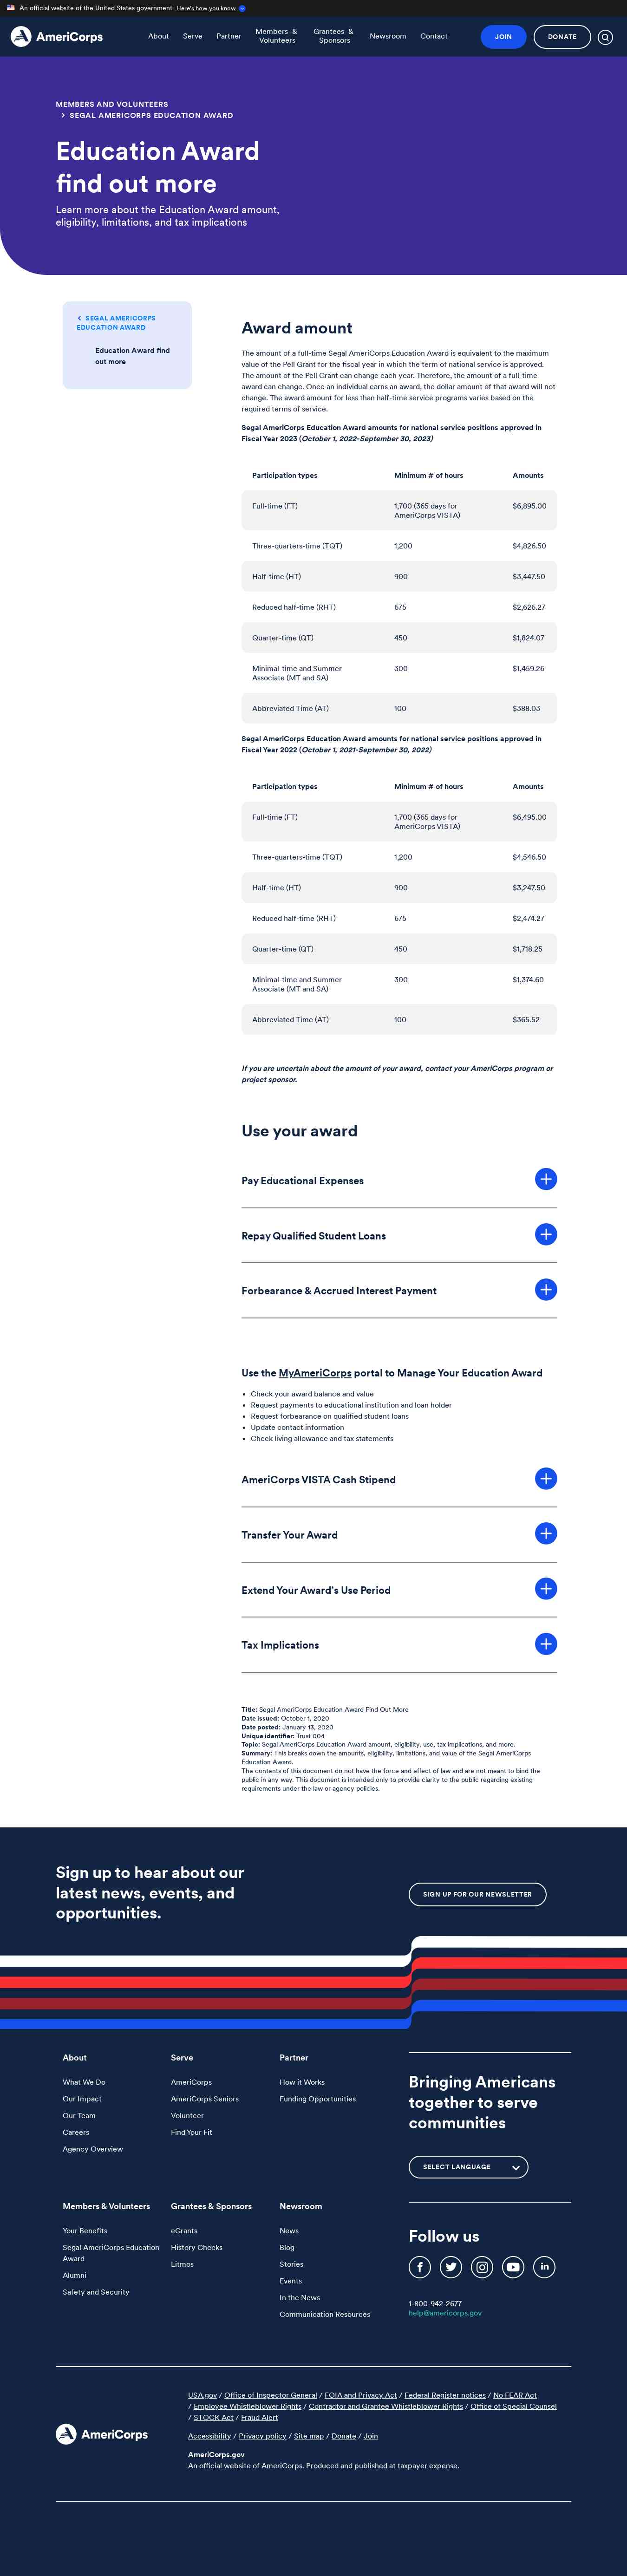 An official website of the United States government Here's how you know
AmeriCorps
About
Serve
Partner
Members &
Volunteers
Grantees &
Sponsors
Newsroom
Contact
JOIN
DONATE
MEMBERS AND VOLUNTEERS
SEGAL AMERICORPS EDUCATION AWARD
Education Award
find out more
Learn more about the Education Award amount,
eligibility, limitations, and tax implications
SEGAL AMERICORPS
EDUCATION AWARD
Education Award find
out more
Award amount
The amount of a full-time Segal AmeriCorps Education Award is equivalent to the maximum
value of the Pell Grant for the fiscal year in which the term of national service is approved.
The amount of the Pell Grant can change each year. Therefore, the amount of a full-time
award can change. Once an individual earns an award, the dollar amount of that award will not
change. The award amount for less than half-time service programs varies based on the
required terms of service.
Segal AmeriCorps Education Award amounts for national service positions approved in
Fiscal Year 2023 (October 1, 2022-September 30, 2023)
Participation types Minimum # of hours Amounts
Full-time (FT) 1,700 (365 days for $6,895.00
AmeriCorps VISTA)
Three-quarters-time (TQT) 1,200 $4,826.50
Half-time (HT) 900 $3,447.50
Reduced half-time (RHT) 675 $2,626.27
Quarter-time (QT) 450 $1,824.07
Minimal-time and Summer 300 $1,459.26
Associate (MT and SA)
Abbreviated Time (AT) 100 $388.03
Segal AmeriCorps Education Award amounts for national service positions approved in
Fiscal Year 2022 (October 1, 2021-September 30, 2022)
Participation types Minimum # of hours Amounts
Full-time (FT) 1,700 (365 days for $6,495.00
AmeriCorps VISTA)
Three-quarters-time (TQT) 1,200 $4,546.50
Half-time (HT) 900 $3,247.50
Reduced half-time (RHT) 675 $2,474.27
Quarter-time (QT) 450 $1,718.25
Minimal-time and Summer 300 $1,374.60
Associate (MT and SA)
Abbreviated Time (AT) 100 $365.52
If you are uncertain about the amount of your award, contact your AmeriCorps program or
project sponsor.
Use your award
Pay Educational Expenses
Repay Qualified Student Loans
Forbearance & Accrued Interest Payment
Use the MyAmeriCorps portal to Manage Your Education Award
• Check your award balance and value
• Request payments to educational institution and loan holder
• Request forbearance on qualified student loans
• Update contact information
• Check living allowance and tax statements
AmeriCorps VISTA Cash Stipend
Transfer Your Award
Extend Your Award's Use Period
Tax Implications
Title: Segal AmeriCorps Education Award Find Out More
Date issued: October 1, 2020
Date posted: January 13, 2020
Unique identifier: Trust 004
Topic: Segal AmeriCorps Education Award amount, eligibility, use, tax implications, and more.
Summary: This breaks down the amounts, eligibility, limitations, and value of the Segal AmeriCorps
Education Award.
The contents of this document do not have the force and effect of law and are not meant to bind the
public in any way. This document is intended only to provide clarity to the public regarding existing
requirements under the law or agency policies.
Sign up to hear about our
latest news, events, and
opportunities.
SIGN UP FOR OUR NEWSLETTER
About
What We Do
Our Impact
Our Team
Careers
Agency Overview
Serve
AmeriCorps
AmeriCorps Seniors
Volunteer
Find Your Fit
Partner
How it Works
Funding Opportunities
Bringing Americans
together to serve
communities
SELECT LANGUAGE
Members & Volunteers
Your Benefits
Segal AmeriCorps Education
Award
Alumni
Safety and Security
Grantees & Sponsors
eGrants
History Checks
Litmos
Newsroom
News
Blog
Stories
Events
In the News
Communication Resources
Follow us
1-800-942-2677
help@americorps.gov
AmeriCorps
USA.gov / Office of Inspector General / FOIA and Privacy Act / Federal Register notices / No FEAR Act
/ Employee Whistleblower Rights / Contractor and Grantee Whistleblower Rights / Office of Special Counsel
/ STOCK Act / Fraud Alert
Accessibility / Privacy policy / Site map / Donate / Join
AmeriCorps.gov
An official website of AmeriCorps. Produced and published at taxpayer expense.